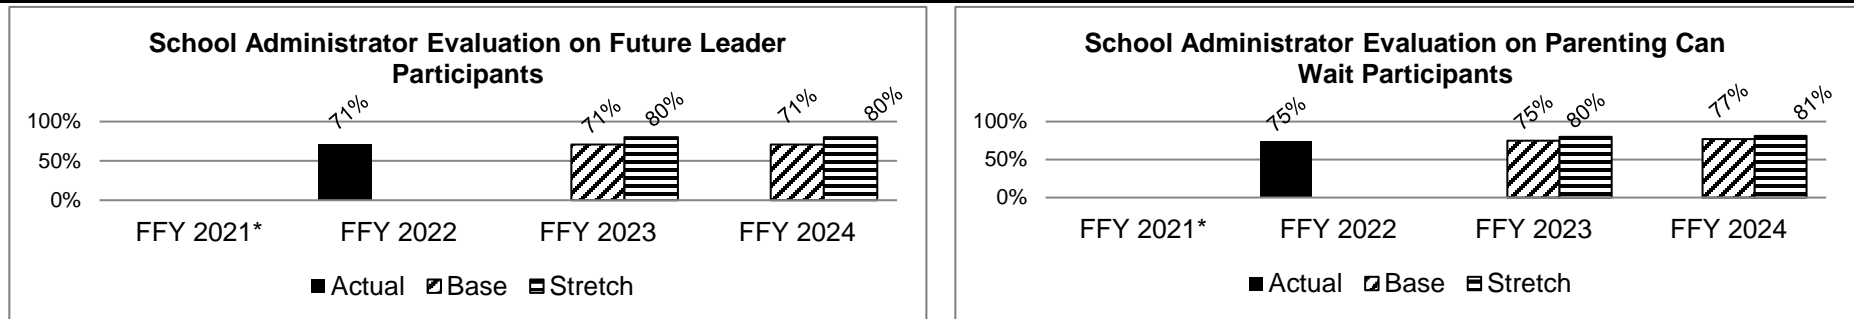 School Administrator Evaluation on Future Leader
Participants
71%
71%
80%
71%
80%
100%
50%
0%
FFY 2021*
FFY 2022
FFY 2023
FFY 2024
Actual
Base
Stretch
School Administrator Evaluation on Parenting Can
Wait Participants
75%
75%
80%
77%
81%
100%
50%
0%
FFY 2021*
FFY 2022
FFY 2023
FFY 2024
Actual
Base
Stretch